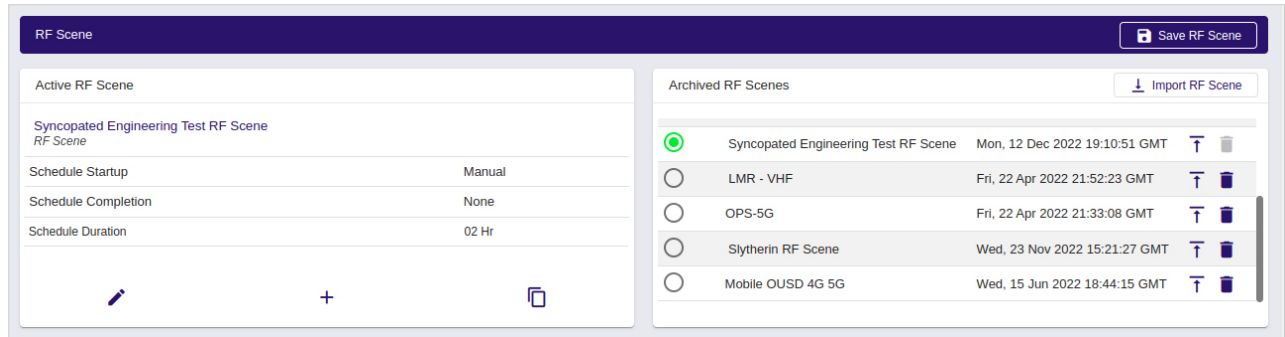 RF Scene
Save RF Scene
Active RF Scene
Syncopated Engineering Test RF Scene
RF Scene
Schedule Startup Manual
Schedule Completion None
Schedule Duration 02 Hr
Archived RF Scenes
Import RF Scene
Syncopated Engineering Test RF Scene Mon, 12 Dec 2022 19:10:51 GMT
LMR - VHF Fri, 22 Apr 2022 21:52:23 GMT
OPS-5G Fri, 22 Apr 2022 21:33:08 GMT
Slytherin RF Scene Wed, 23 Nov 2022 15:21:27 GMT
Mobile OUSD 4G 5G Wed, 15 Jun 2022 18:44:15 GMT